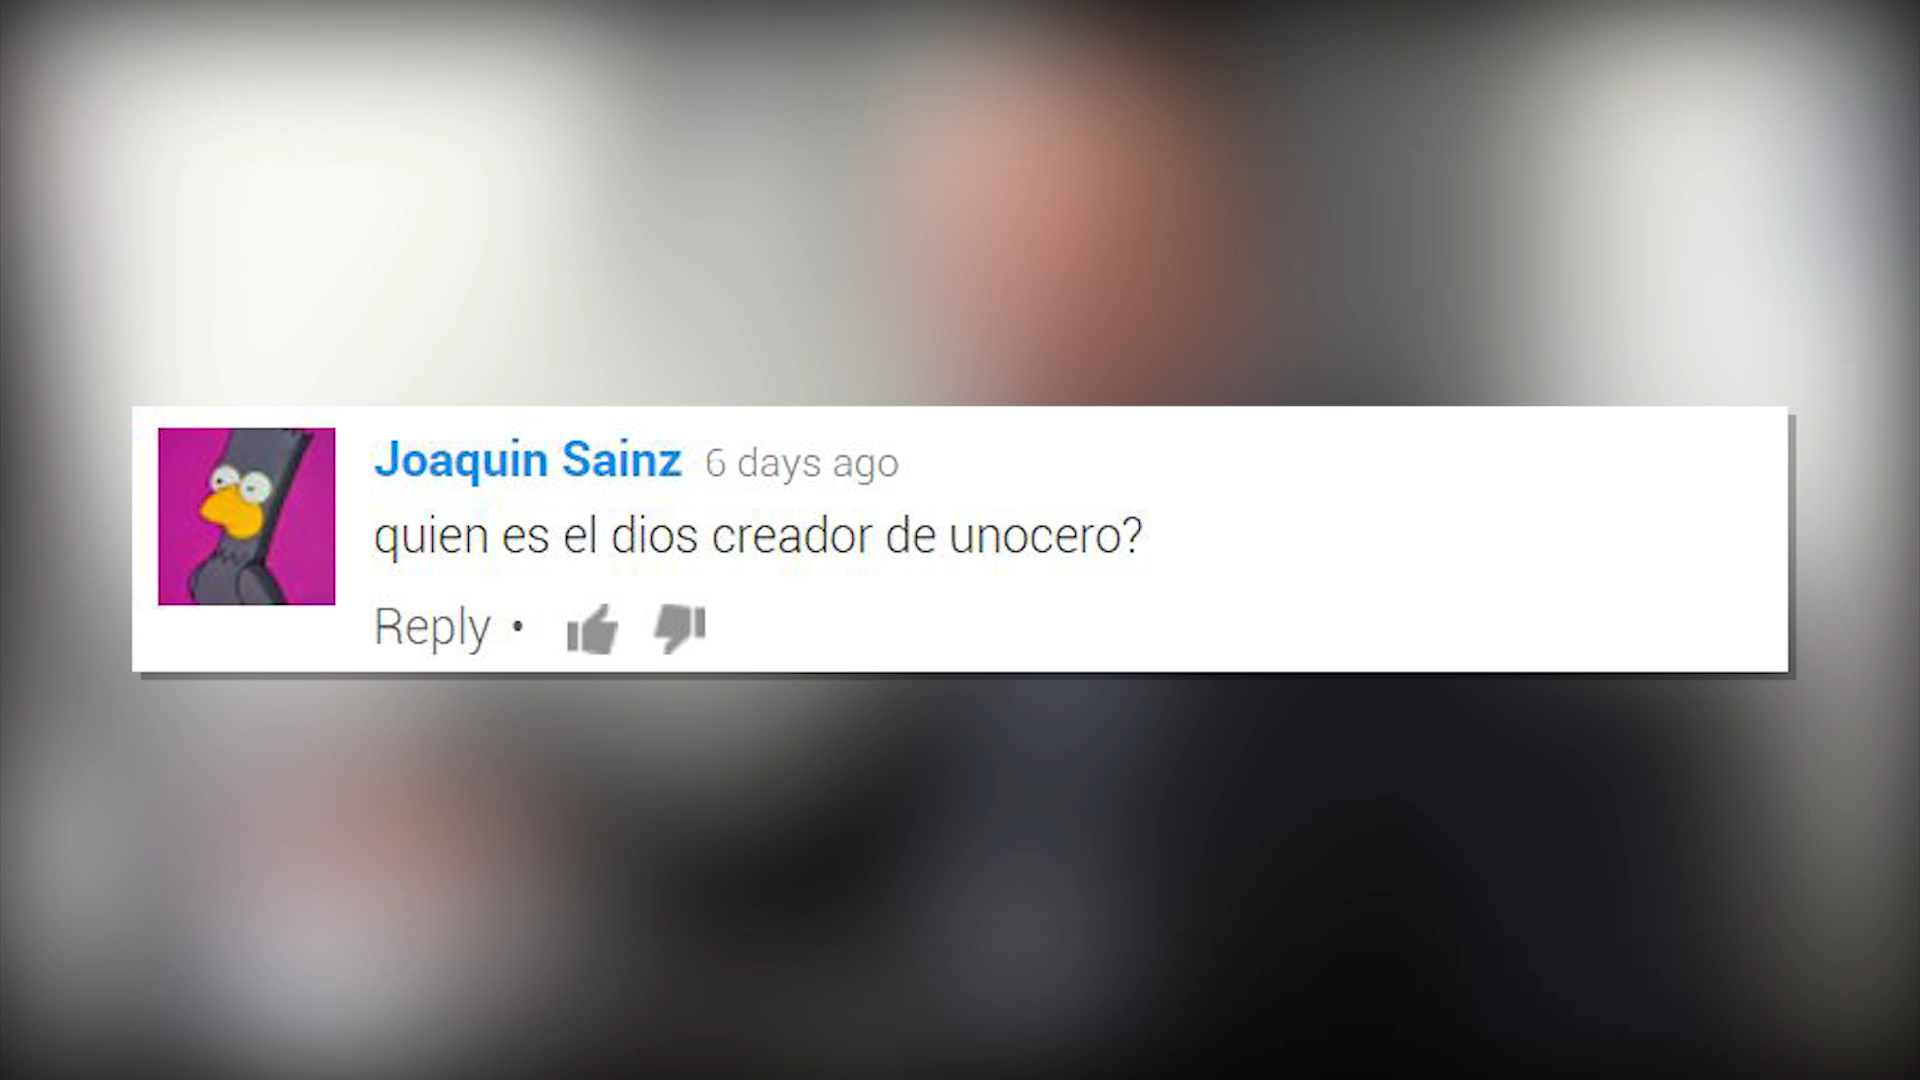 Joaquin Sainz 6 days ago
quien es el dios creador de unocero?
Reply •